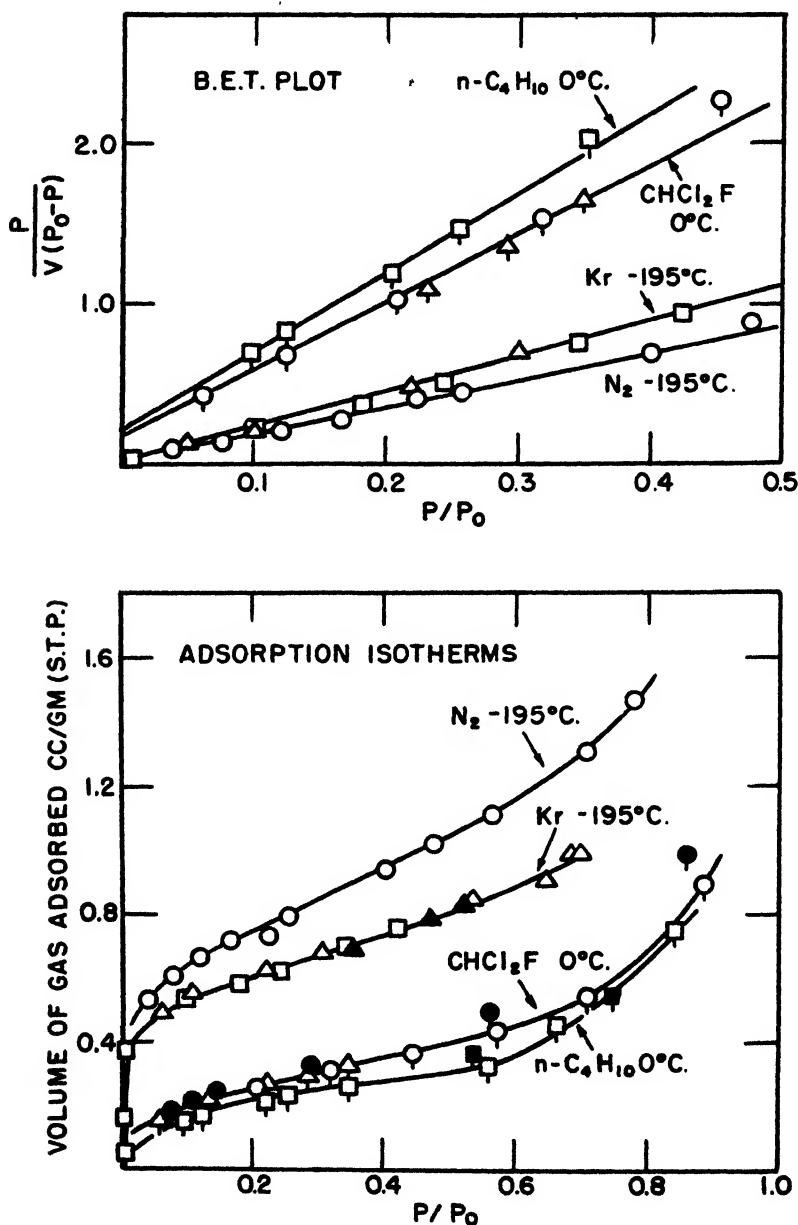 B.E.T. PLOT
n-C₄H₁₀ 0°C.
2.0
CHCl₂F
0°C.
P
V(P₀-P)
Kr -195°C.
1.0
N₂ -195°C.
0.1 0.2 0.3 0.4 0.5
P/P₀
ADSORPTION ISOTHERMS
1.6
N₂ -195°C.
1.2
Kr -195°C.
VOLUME OF GAS ADSORBED CC/GM (S.T.P.)
0.8
CHCl₂F 0°C.
0.4
n-C₄H₁₀ 0°C.
0.2 0.4 0.6 0.8 1.0
P/P₀